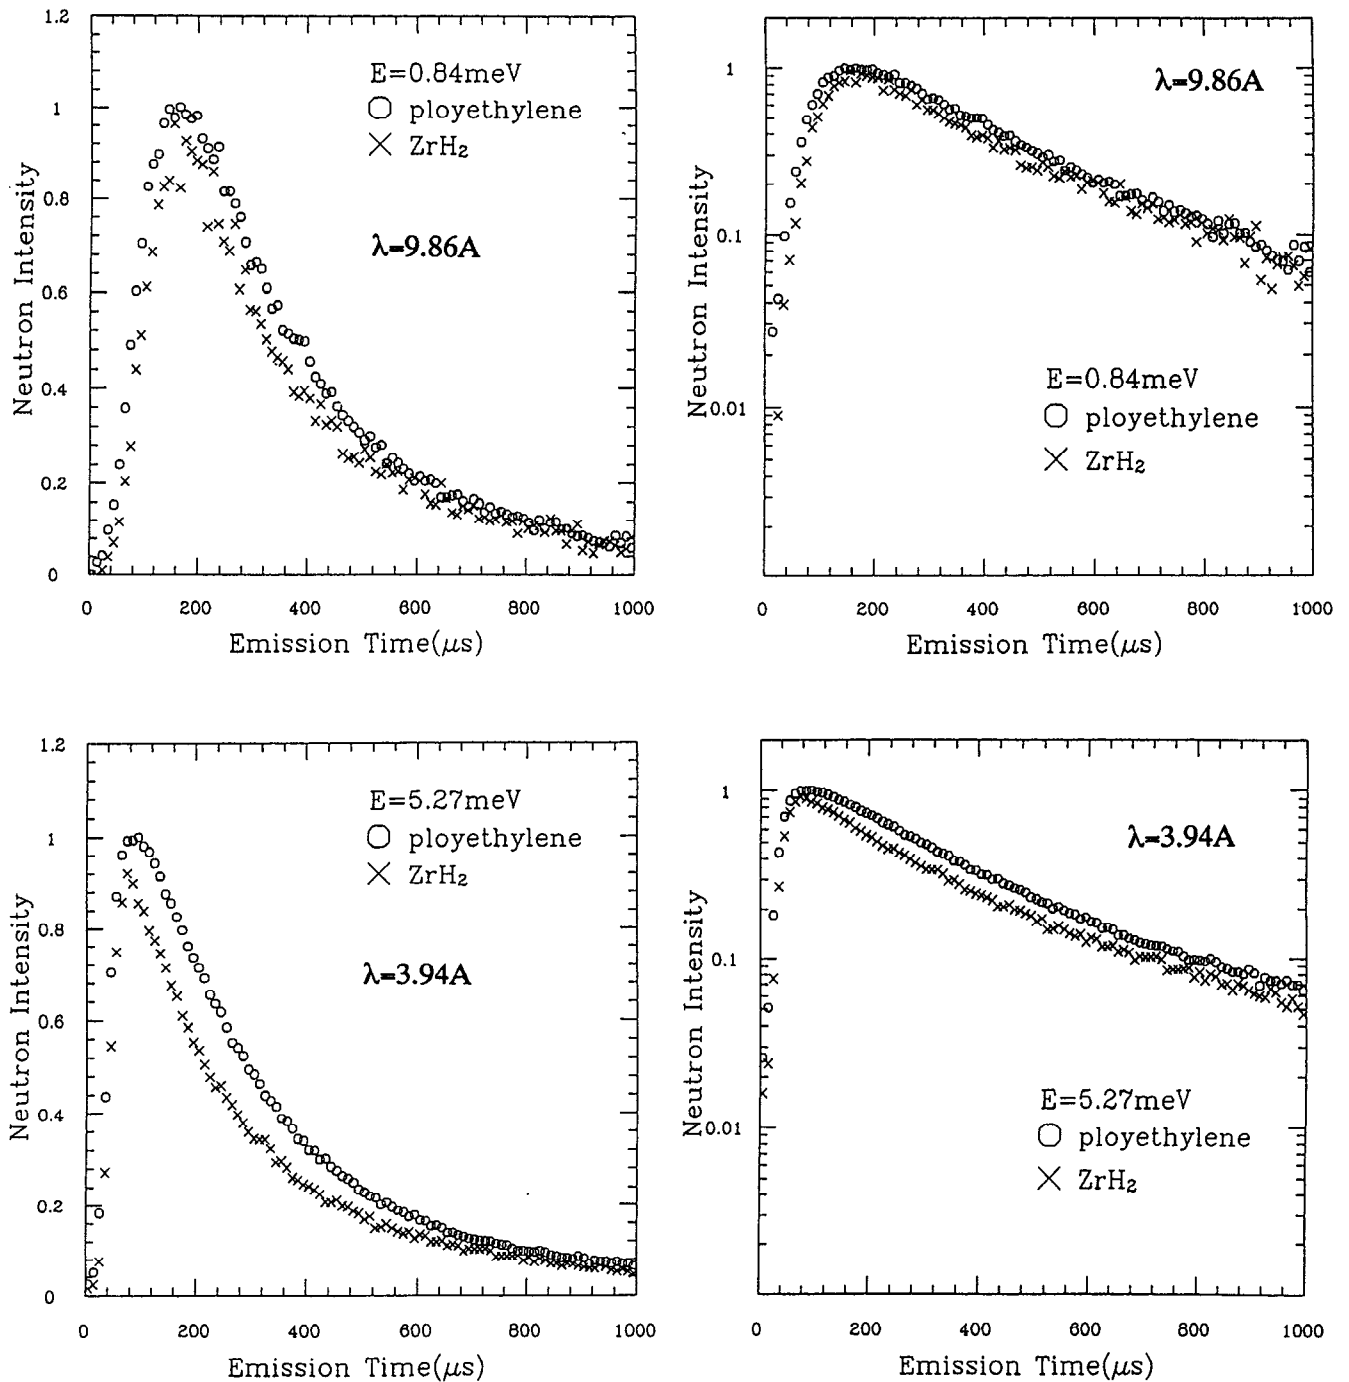 1.2
1
0.8
0.6
0.4
0.2
0
Neutron Intensity
E=0.84meV
ployethylene
ZrH2
λ=9.86A
0 200 400 600 800 1000
Emission Time(μs)
1
0.1
0.01
Neutron Intensity
λ=9.86A
E=0.84meV
ployethylene
ZrH2
0 200 400 600 800 1000
Emission Time(μs)
1.2
1
0.8
0.6
0.4
0.2
0
Neutron Intensity
E=5.27meV
ployethylene
ZrH2
λ=3.94A
0 200 400 600 800 1000
Emission Time(μs)
1
0.1
0.01
Neutron Intensity
λ=3.94A
E=5.27meV
ployethylene
ZrH2
0 200 400 600 800 1000
Emission Time(μs)